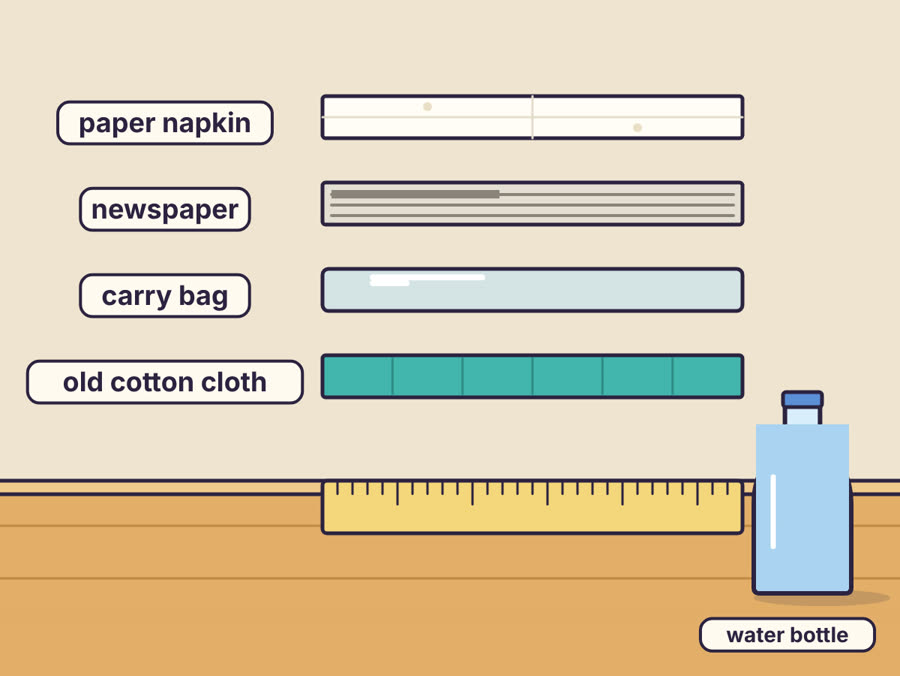 paper napkin
newspaper
carry bag
old cotton cloth
water bottle